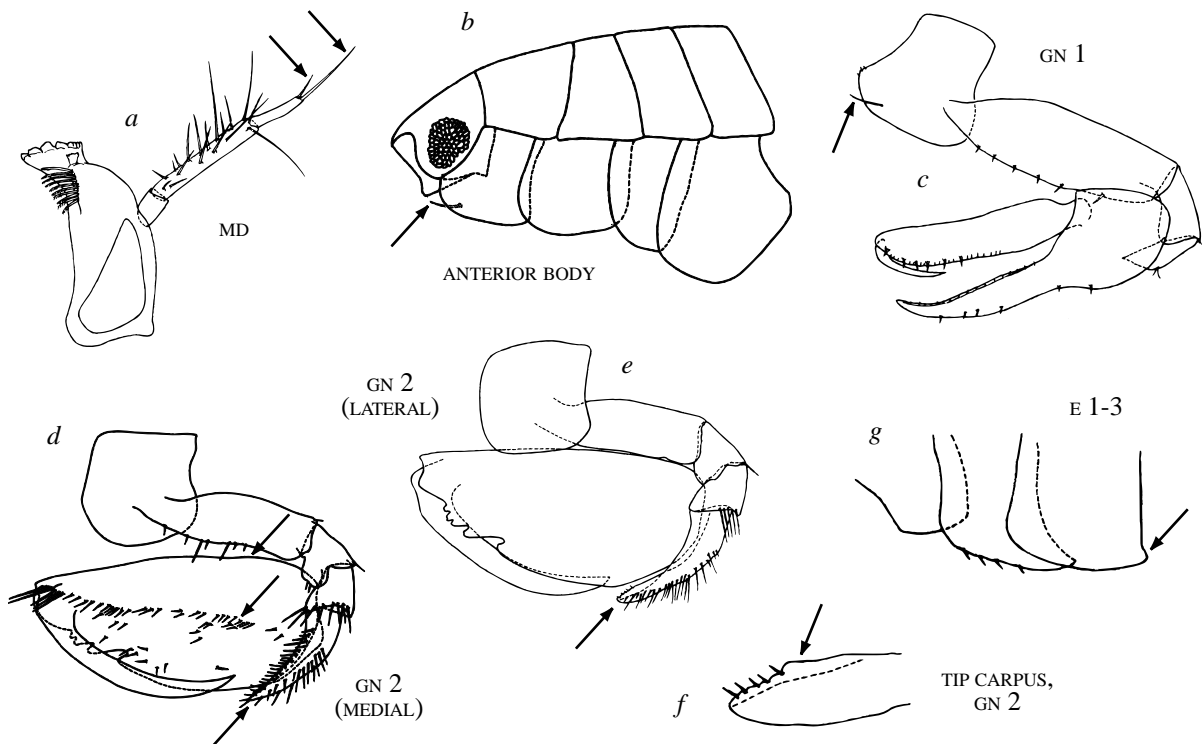 a
MD
b
ANTERIOR BODY
GN 1
c
d
GN 2
(MEDIAL)
GN 2
(LATERAL)
e
E 1-3
g
f
TIP CARPUS,
GN 2